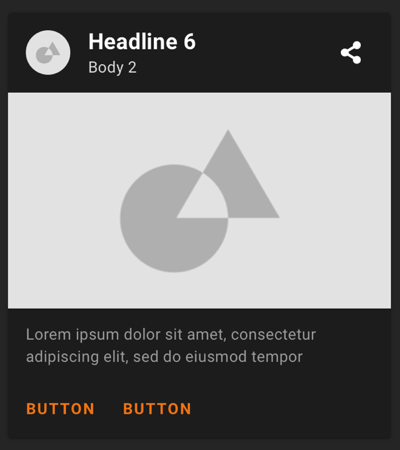 Headline 6
Body 2
Lorem ipsum dolor sit amet, consectetur
adipiscing elit, sed do eiusmod tempor
BUTTON BUTTON